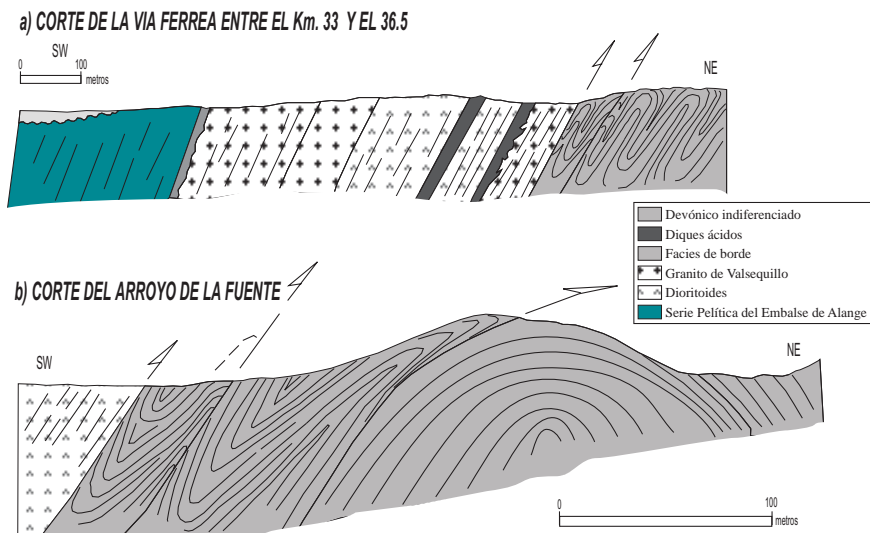 a) CORTE DE LA VIA FERREA ENTRE EL Km. 33 Y EL 36.5
SW
0 100
metros
NE
Devónico indiferenciado
Diques ácidos
Facies de borde
Granito de Valsequillo
Dioritoides
Serie Pelítica del Embalse de Alange
b) CORTE DEL ARROYO DE LA FUENTE
SW
NE
0 100
metros